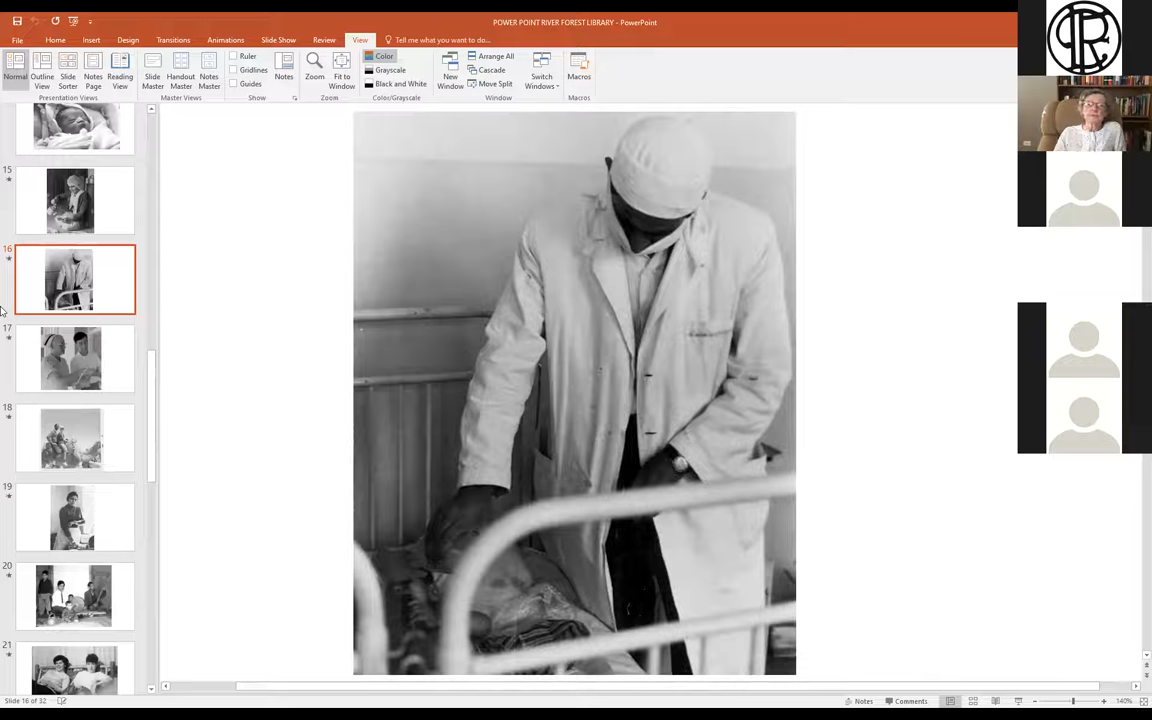 POWER POINT RIVER FOREST LIBRARY - PowerPoint
File Home Insert Design Transitions Animations Slide Show Review View Tell me what you want to do...
Normal Outline View Slide Sorter Notes Page Reading View
Presentation Views
Slide Master Handout Master Notes Master
Master Views
Ruler
Gridlines
Guides
Show
Notes
Zoom Fit to Window
Zoom
Color
Grayscale
Black and White
Color/Grayscale
New Window
Arrange All
Cascade
Move Split
Switch Windows
Window
Macros
Macros
15
16
17
18
19
20
21
Slide 16 of 32
Notes Comments
140%